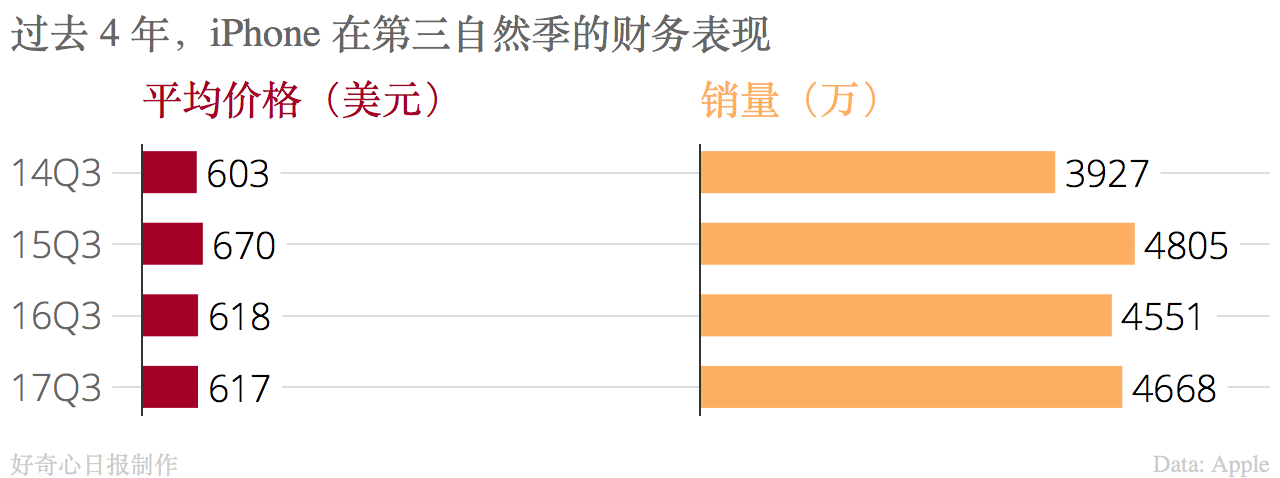 过去 4 年，iPhone 在第三自然季的财务表现
平均价格（美元） 销量（万）
14Q3 603 3927
15Q3 670 4805
16Q3 618 4551
17Q3 617 4668
好奇心日报制作 Data: Apple